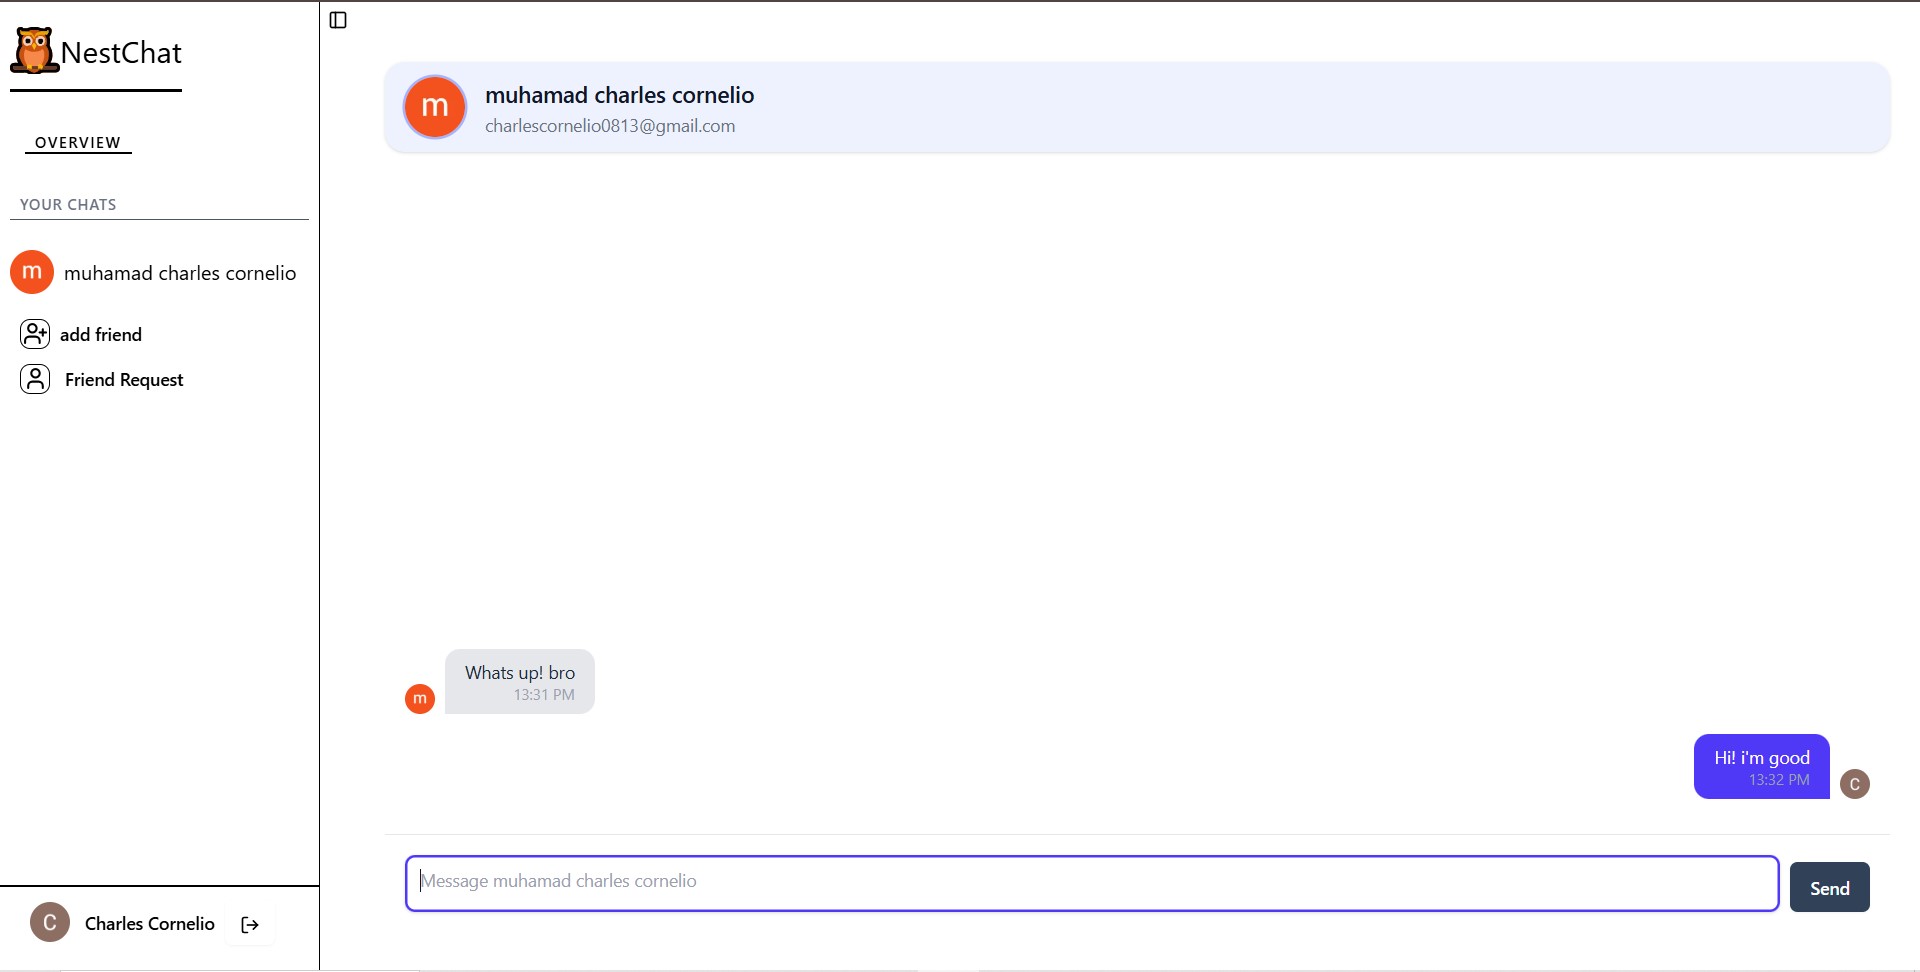 NestChat
OVERVIEW
YOUR CHATS
m
muhamad charles cornelio
add friend
Friend Request
C
Charles Cornelio
m
muhamad charles cornelio
charlescornelio0813@gmail.com
Whats up! bro
13:31 PM
m
Hi! i'm good
13:32 PM
C
Message muhamad charles cornelio
Send